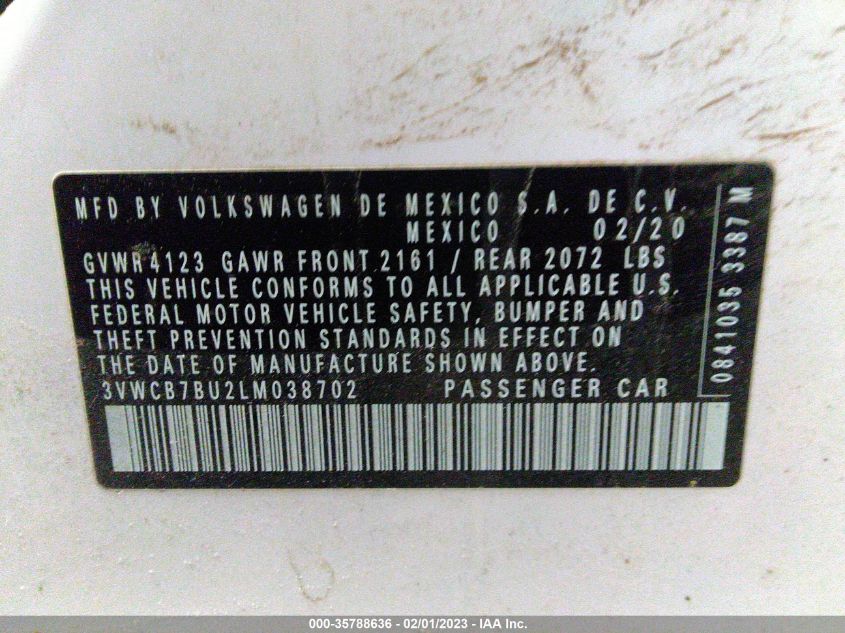 MFD BY VOLKSWAGEN DE MEXICO S.A. DE C.V.
MEXICO 02/20
GVWR 4123 GAWR FRONT 2161 / REAR 2072 LBS
THIS VEHICLE CONFORMS TO ALL APPLICABLE U.S.
FEDERAL MOTOR VEHICLE SAFETY, BUMPER AND
THEFT PREVENTION STANDARDS IN EFFECT ON
THE DATE OF MANUFACTURE SHOWN ABOVE.
3VWCB7BU2LM038702 PASSENGER CAR
0841035 3387 M
000-35788636 - 02/01/2023 - IAA Inc.